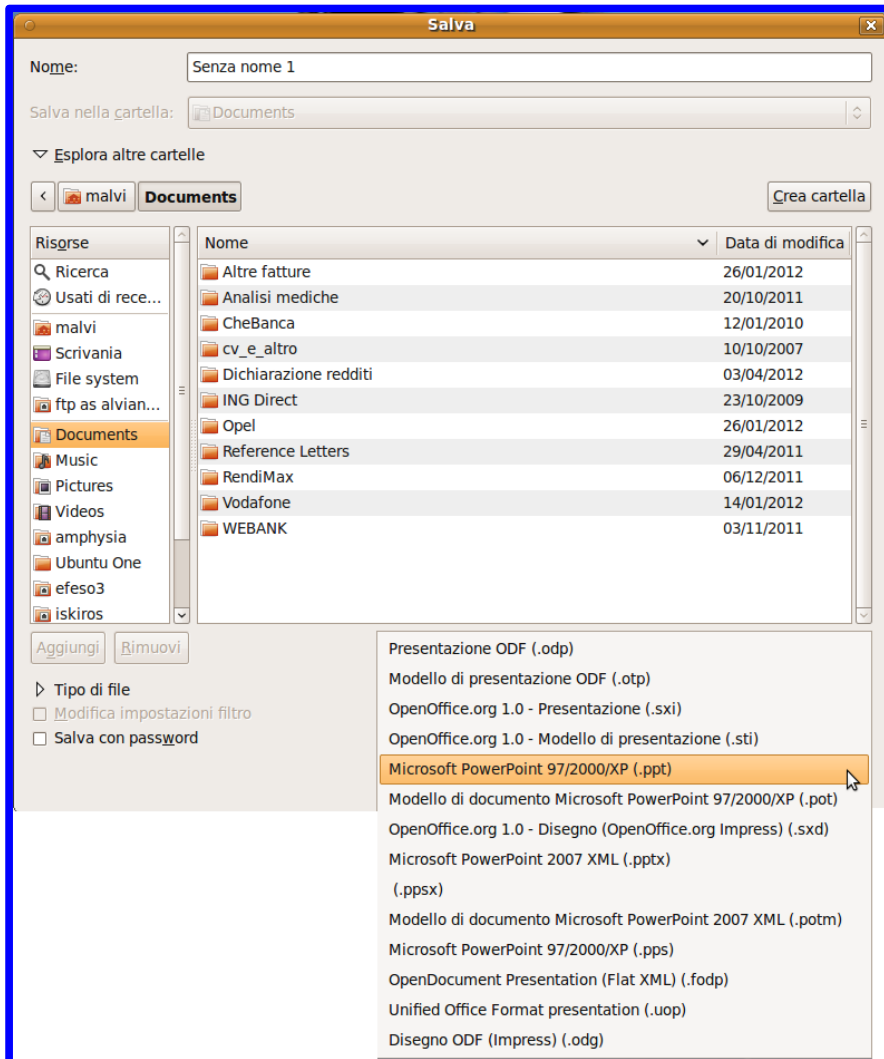 Salva
Nome: Senza nome 1
Salva nella cartella: Documents
Esplora altre cartelle
malvi Documents Crea cartella
Risorse
Ricerca
Usati di rece...
malvi
Scrivania
File system
ftp as alvian...
Documents
Music
Pictures
Videos
amphysia
Ubuntu One
efeso3
iskiros
Nome Data di modifica
Altre fatture 26/01/2012
Analisi mediche 20/10/2011
CheBanca 12/01/2010
cv_e_altro 10/10/2007
Dichiarazione redditi 03/04/2012
ING Direct 23/10/2009
Opel 26/01/2012
Reference Letters 29/04/2011
RendiMax 06/12/2011
Vodafone 14/01/2012
WEBANK 03/11/2011
Aggiungi Rimuovi
Tipo di file
Modifica impostazioni filtro
Salva con password
Presentazione ODF (.odp)
Modello di presentazione ODF (.otp)
OpenOffice.org 1.0 - Presentazione (.sxi)
OpenOffice.org 1.0 - Modello di presentazione (.sti)
Microsoft PowerPoint 97/2000/XP (.ppt)
Modello di documento Microsoft PowerPoint 97/2000/XP (.pot)
OpenOffice.org 1.0 - Disegno (OpenOffice.org Impress) (.sxd)
Microsoft PowerPoint 2007 XML (.pptx)
(.ppsx)
Modello di documento Microsoft PowerPoint 2007 XML (.potm)
Microsoft PowerPoint 97/2000/XP (.pps)
OpenDocument Presentation (Flat XML) (.fodp)
Unified Office Format presentation (.uop)
Disegno ODF (Impress) (.odg)